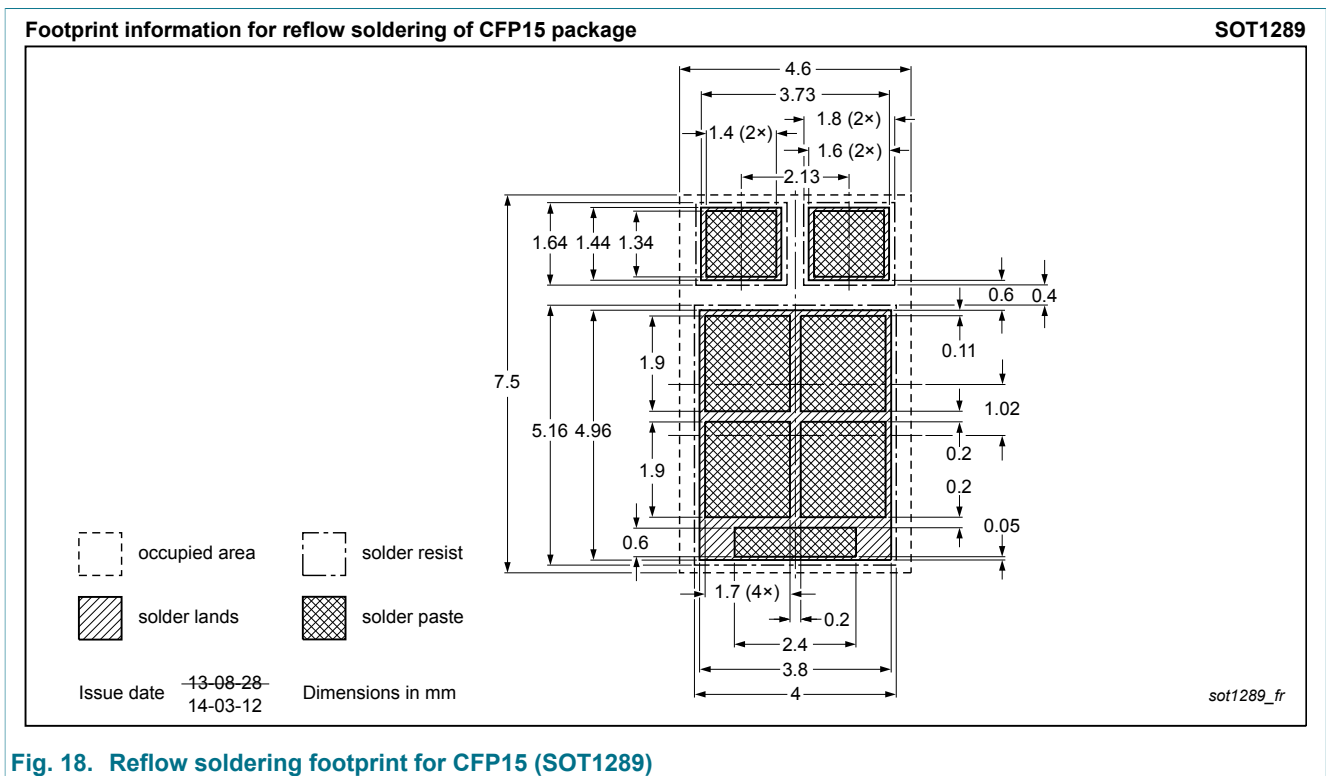 Footprint information for reflow soldering of CFP15 package SOT1289
4.6
3.73
1.4 (2×)
1.8 (2×)
1.6 (2×)
2.13
1.64 1.44 1.34
0.6 0.4
0.11
1.9
7.5
1.02
5.16 4.96
0.2
1.9
0.2
0.05
0.6
1.7 (4×)
0.2
2.4
3.8
4
occupied area solder resist
solder lands solder paste
Issue date 13-08-28
14-03-12
Dimensions in mm
sot1289_fr
Fig. 18. Reflow soldering footprint for CFP15 (SOT1289)